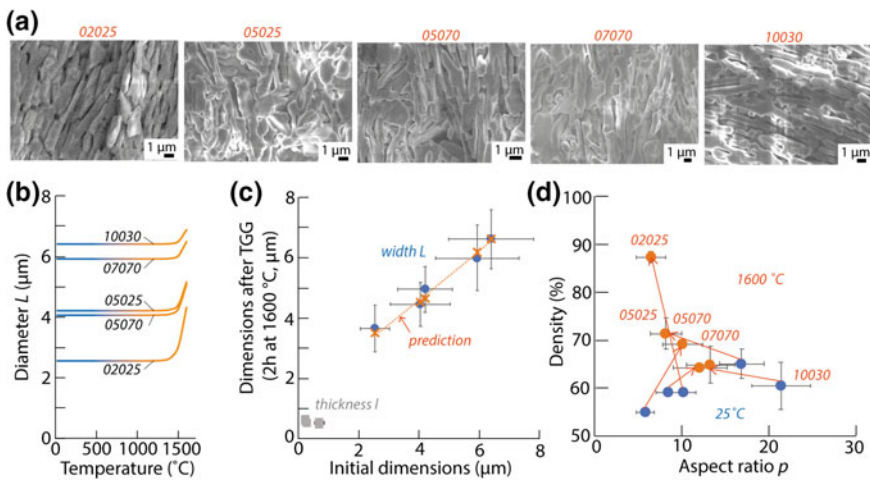 (a)
02025
05025
05070
07070
10030
1 µm
1 µm
1 µm
1 µm
1 µm
(b)
8
6
4
2
0
Diameter L (µm)
10030
07070
05025
05070
02025
0 500 1000 1500
Temperature (˚C)
(c)
8
6
4
2
0
Dimensions after TGG
(2h at 1600 °C, µm)
width L
prediction
thickness l
0 2 4 6 8
Initial dimensions (µm)
(d)
100
90
80
70
60
50
Density (%)
02025
1600 °C
05025
05070
07070
10030
25˚C
0 10 20 30
Aspect ratio p